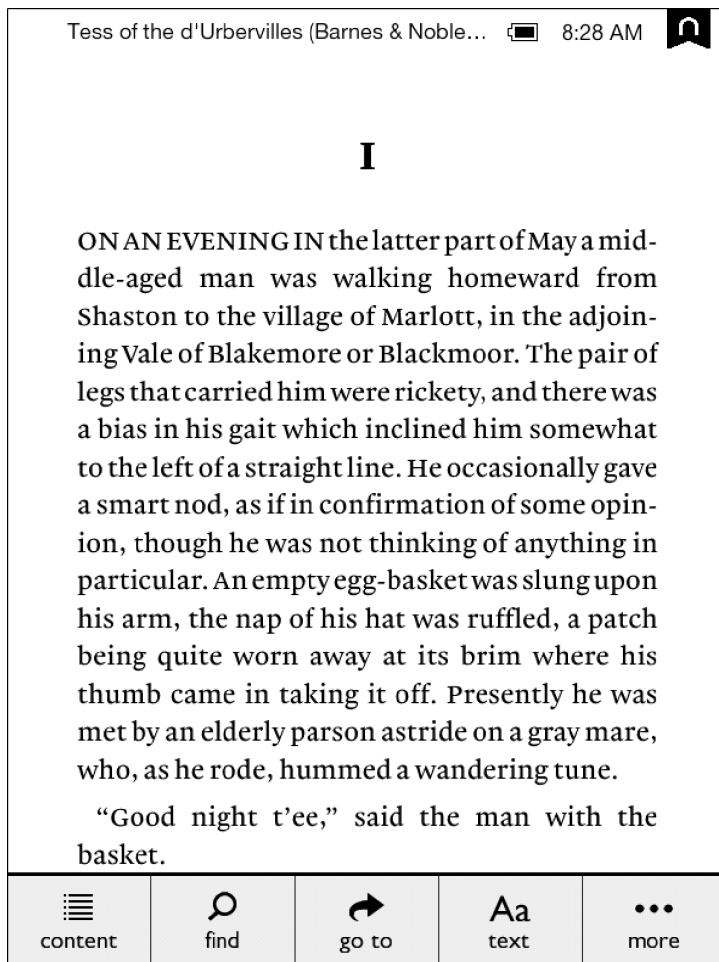 Tess of the d'Urbervilles (Barnes & Noble... 8:28 AM
I
ON AN EVENING IN the latter part of May a mid-
dle-aged man was walking homeward from
Shaston to the village of Marlott, in the adjoin-
ing Vale of Blakemore or Blackmoor. The pair of
legs that carried him were rickety, and there was
a bias in his gait which inclined him somewhat
to the left of a straight line. He occasionally gave
a smart nod, as if in confirmation of some opin-
ion, though he was not thinking of anything in
particular. An empty egg-basket was slung upon
his arm, the nap of his hat was ruffled, a patch
being quite worn away at its brim where his
thumb came in taking it off. Presently he was
met by an elderly parson astride on a gray mare,
who, as he rode, hummed a wandering tune.
“Good night t’ee,” said the man with the
basket.
Aa
content find go to text more